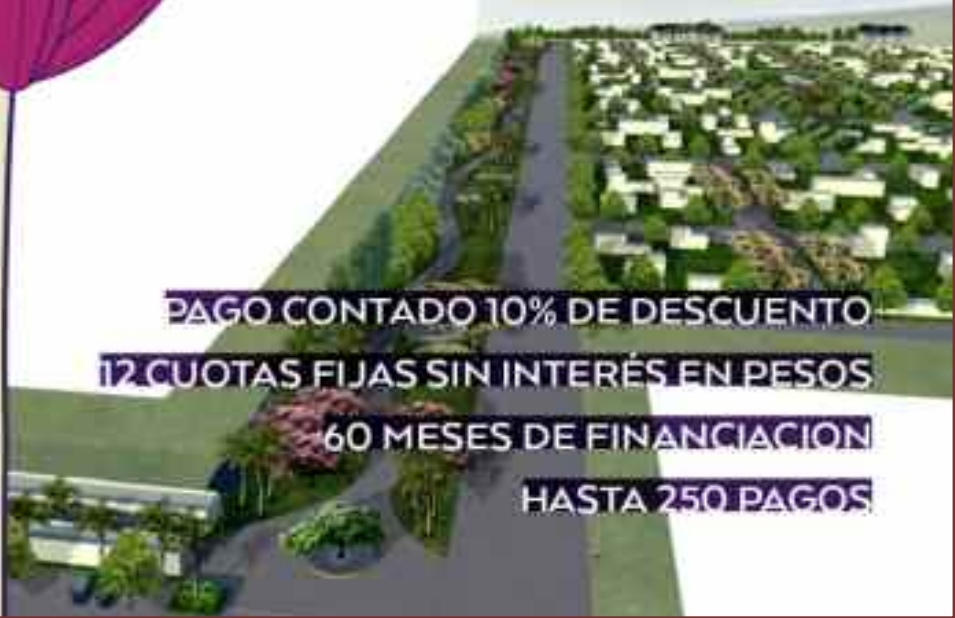 PAGO CONTADO 10% DE DESCUENTO
12 CUOTAS FIJAS SIN INTERÉS EN PESOS
60 MESES DE FINANCIACION
HASTA 250 PAGOS